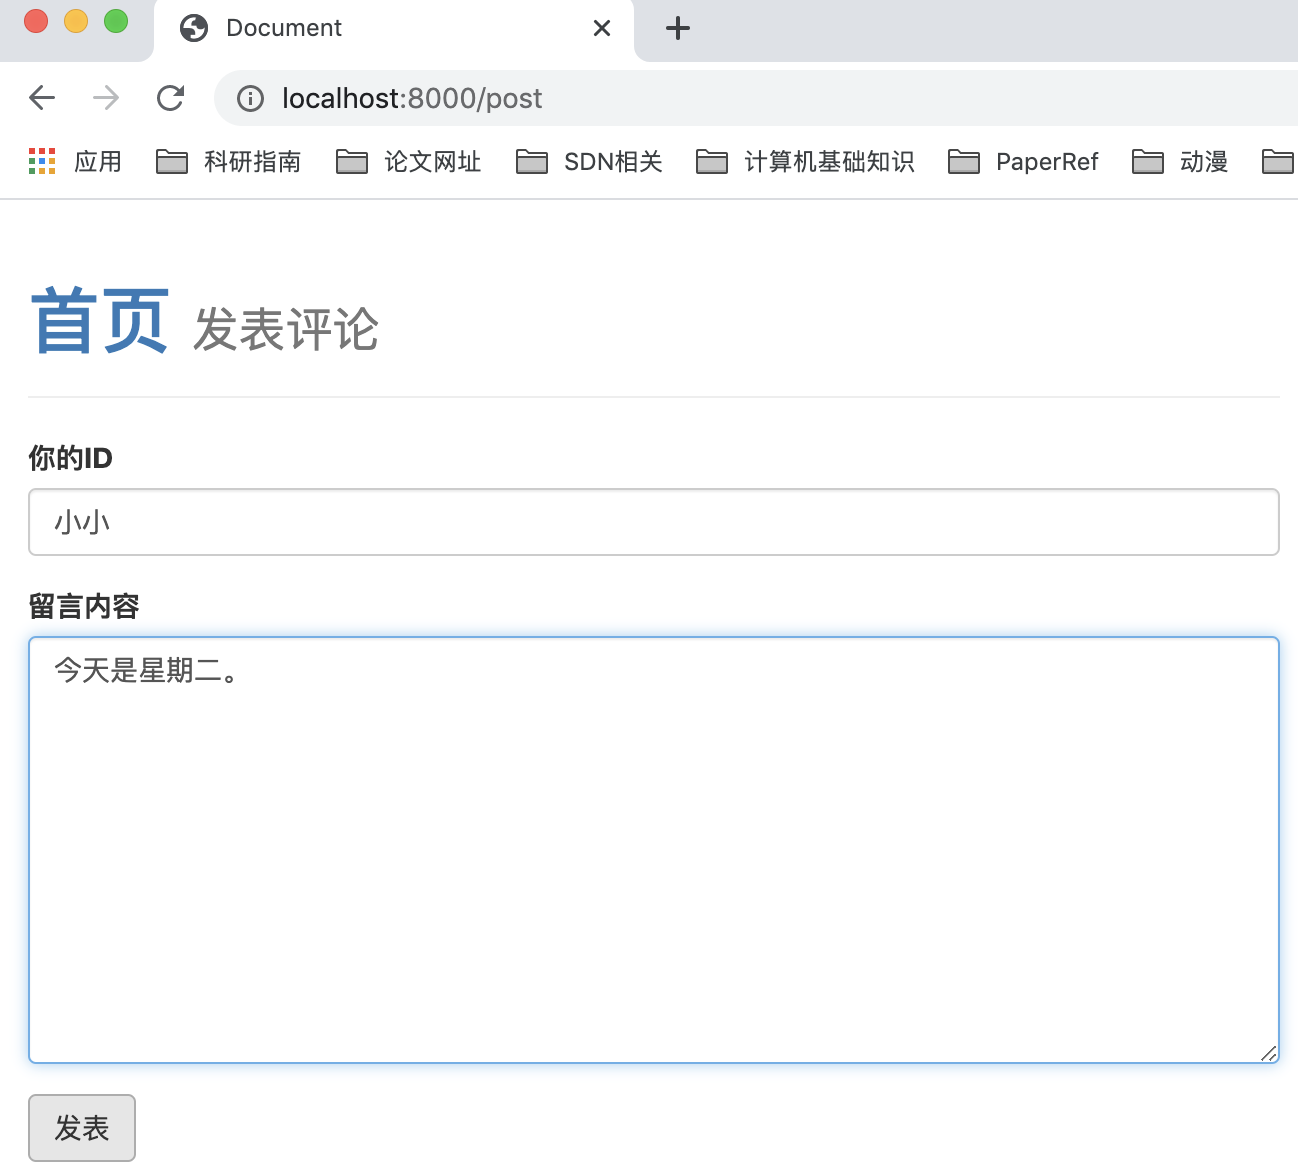 Document
localhost:8000/post
应用 科研指南 论文网址 SDN相关 计算机基础知识 PaperRef 动漫
首页 发表评论
你的ID
小小
留言内容
今天是星期二。
发表